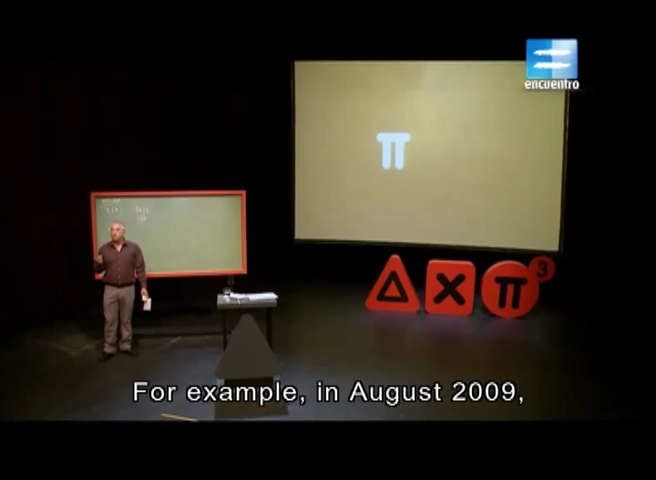 encuentro
π
3
π
For example, in August 2009,